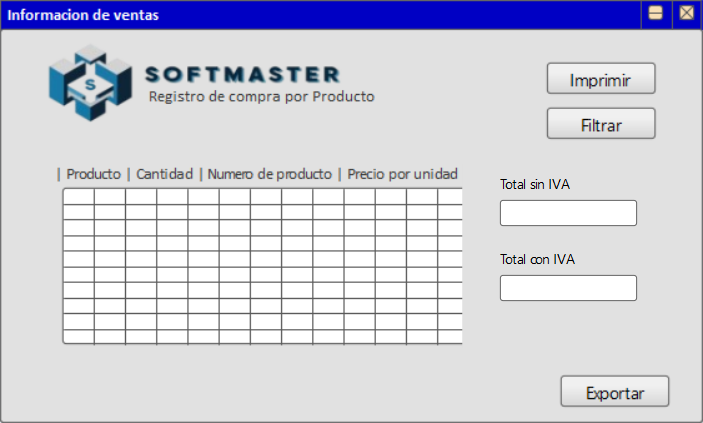 Informacion de ventas
S
SOFTMASTER
Registro de compra por Producto
Imprimir
Filtrar
| Producto | Cantidad | Numero de producto | Precio por unidad
Total sin IVA
Total con IVA
Exportar